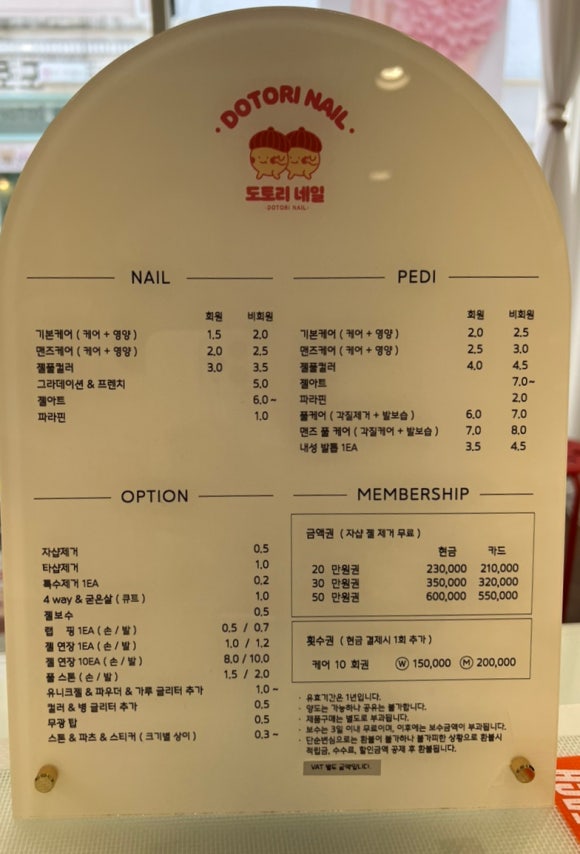 DOTORI NAIL
도토리 네일
DOTORI NAIL
NAIL
회원 비회원
기본케어 ( 케어 + 영양 ) 1.5 2.0
맨즈케어 ( 케어 + 영양 ) 2.0 2.5
젤풀컬러 3.0 3.5
그라데이션 & 프렌치 5.0
젤아트 6.0~
파라핀 1.0
PEDI
회원 비회원
기본케어 ( 케어 + 영양 ) 2.0 2.5
맨즈케어 ( 케어 + 영양 ) 2.5 3.0
젤풀컬러 4.0 4.5
젤아트 7.0~
파라핀 2.0
풀케어 ( 각질제거 + 발보습 ) 6.0 7.0
맨즈 풀 케어 ( 각질케어 + 발보습 ) 7.0 8.0
내성 발톱 1EA 3.5 4.5
OPTION
자샵제거 0.5
타샵제거 1.0
특수제거 1EA 0.2
4 way & 굳은살 ( 큐트 ) 1.0
젤보수 0.5
랩 핑 1EA ( 손 / 발 ) 0.5 / 0.7
젤 연장 1EA ( 손 / 발 ) 1.0 / 1.2
젤 연장 10EA ( 손 / 발 ) 8.0 / 10.0
풀 스톤 ( 손 / 발 ) 1.5 / 2.0
유니크젤 & 파우더 & 가루 글리터 추가 1.0 ~
컬러 & 병 글리터 추가 0.5
무광 탑 0.5
스톤 & 파츠 & 스티커 ( 크기별 상이 ) 0.3 ~
MEMBERSHIP
금액권 ( 자샵 젤 제거 무료 )
현금 카드
20 만원권 230,000 210,000
30 만원권 350,000 320,000
50 만원권 600,000 550,000
횟수권 ( 현금 결제시 1회 추가 )
케어 10 회권 Ⓦ 150,000 Ⓜ 200,000
· 유효기간은 1년입니다.
· 양도는 가능하나 공유는 불가합니다.
· 제품구매는 별도로 부과됩니다.
· 보수는 3일 이내 무료이며, 이후에는 보수금액이 부과됩니다.
· 단순변심으로는 환불이 불가하나 불가피한 상황으로 환불시
적립금, 수수료, 할인금액 공제 후 환불됩니다.
VAT 별도 금액입니다.